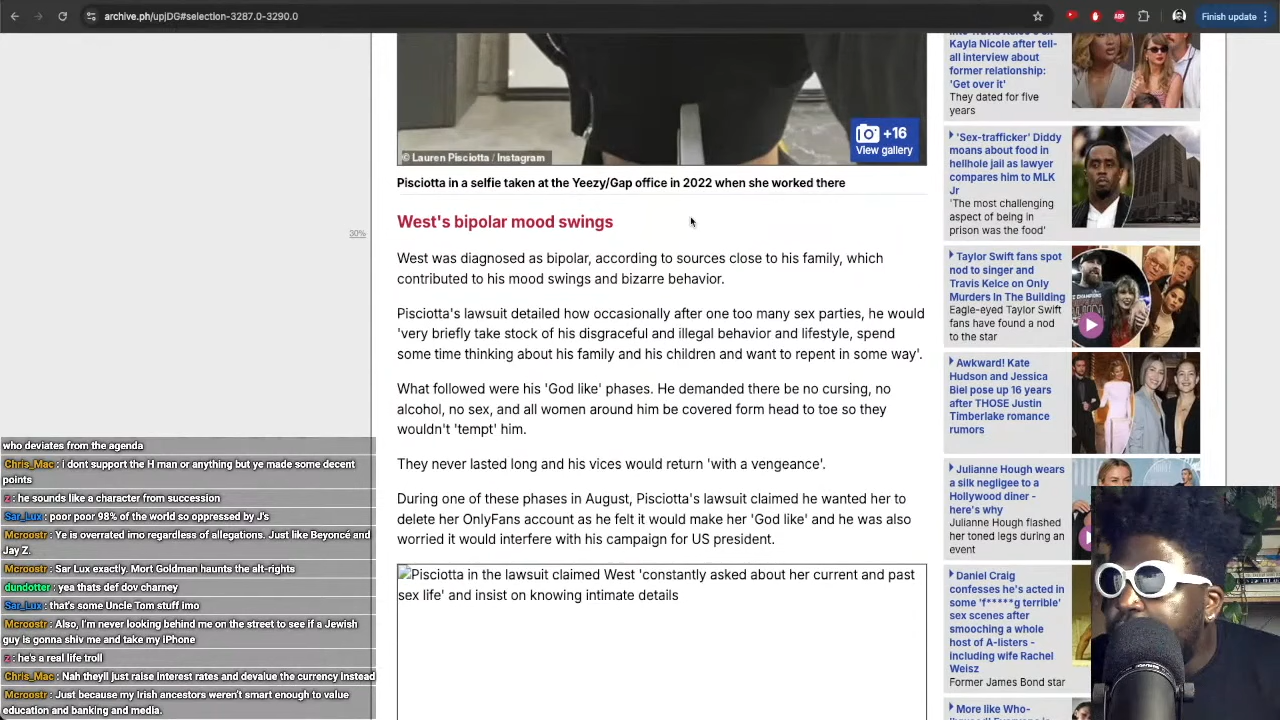 archive.ph/upjDG#selection-3287.0-3290.0
ABP
Finish update
+16
View gallery
© Lauren Pisciotta / Instagram
Pisciotta in a selfie taken at the Yeezy/Gap office in 2022 when she worked there
30%
West's bipolar mood swings
West was diagnosed as bipolar, according to sources close to his family, which
contributed to his mood swings and bizarre behavior.
Pisciotta's lawsuit detailed how occasionally after one too many sex parties, he would
'very briefly take stock of his disgraceful and illegal behavior and lifestyle, spend
some time thinking about his family and his children and want to repent in some way'.
What followed were his 'God like' phases. He demanded there be no cursing, no
alcohol, no sex, and all women around him be covered form head to toe so they
wouldn't 'tempt' him.
They never lasted long and his vices would return 'with a vengeance'.
During one of these phases in August, Pisciotta's lawsuit claimed he wanted her to
delete her OnlyFans account as he felt it would make her 'God like' and he was also
worried it would interfere with his campaign for US president.
Pisciotta in the lawsuit claimed West 'constantly asked about her current and past
sex life' and insist on knowing intimate details
Kayla Nicole after tell-
all interview about
former relationship:
'Get over it'
They dated for five
years
'Sex-trafficker' Diddy
moans about food in
hellhole jail as lawyer
compares him to MLK
Jr
'The most challenging
aspect of being in
prison was the food'
Taylor Swift fans spot
nod to singer and
Travis Kelce on Only
Murders In The Building
Eagle-eyed Taylor Swift
fans have found a nod
to the star
Awkward! Kate
Hudson and Jessica
Biel pose up 16 years
after THOSE Justin
Timberlake romance
rumors
Julianne Hough wears
a silk negligee to a
Hollywood diner -
here's why
Julianne Hough flashed
her toned legs during an
event
Daniel Craig
confesses he's acted in
some 'f*****g terrible'
sex scenes after
smooching a whole
host of A-listers -
including wife Rachel
Weisz
Former James Bond star
More like Who-
who deviates from the agenda
Chris_Mac : I dont support the H man or anything but ye made some decent
points
z : he sounds like a character from succession
Sar_Lux : poor poor 98% of the world so oppressed by J's
Mcroostr : Ye is overrated imo regardless of allegations. Just like Beyoncé and
Jay Z.
Mcroostr : Sar Lux exactly. Mort Goldman haunts the alt-rights
dundotter : yea thats def dov charney
Sar_Lux : that's some Uncle Tom stuff imo
Mcroostr : Also, I'm never looking behind me on the street to see if a Jewish
guy is gonna shiv me and take my iPhone
z : he's a real life troll
Chris_Mac : Nah theyll just raise interest rates and devalue the currency instead
Mcroostr : Just because my Irish ancestors weren't smart enough to value
education and banking and media.